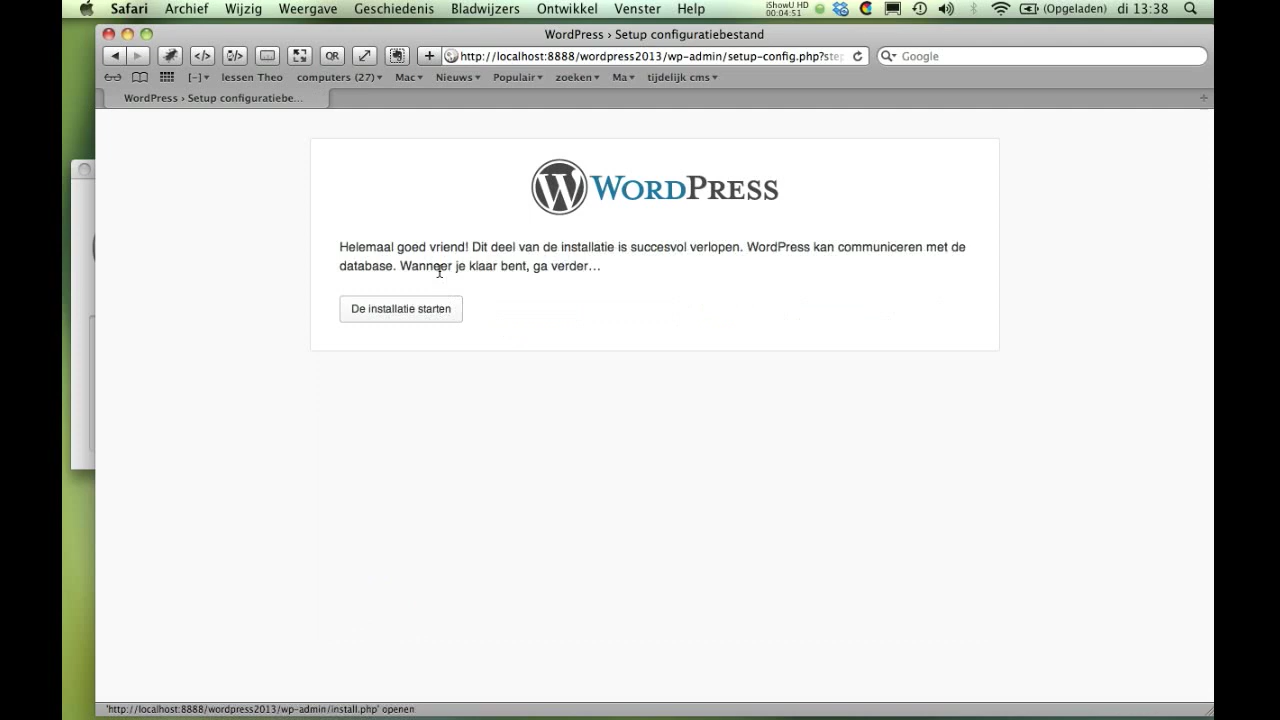 Safari Archief Wijzig Weergave Geschiedenis Bladwijzers Ontwikkel Venster Help iShowU HD 00:04:51 (Opgeladen) di 13:38
WordPress › Setup configuratiebestand
</> QR + http://localhost:8888/wordpress2013/wp-admin/setup-config.php?step Google
[–] lessen Theo computers (27) Mac Nieuws Populair zoeken Ma tijdelijk cms
WordPress › Setup configuratiebe...
WORDPRESS
Helemaal goed vriend! Dit deel van de installatie is succesvol verlopen. WordPress kan communiceren met de
database. Wanneer je klaar bent, ga verder…
De installatie starten
'http://localhost:8888/wordpress2013/wp-admin/install.php' openen